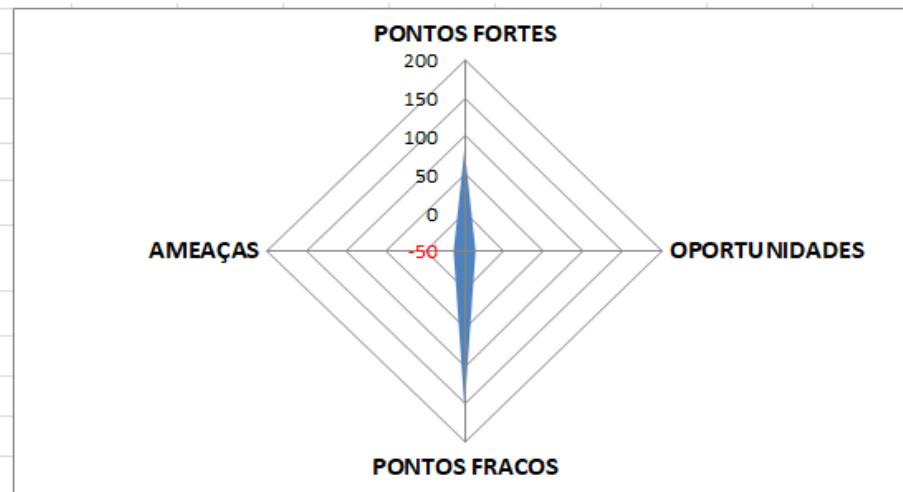 PONTOS FORTES
200
150
100
50
0
AMEAÇAS
-50
OPORTUNIDADES
PONTOS FRACOS